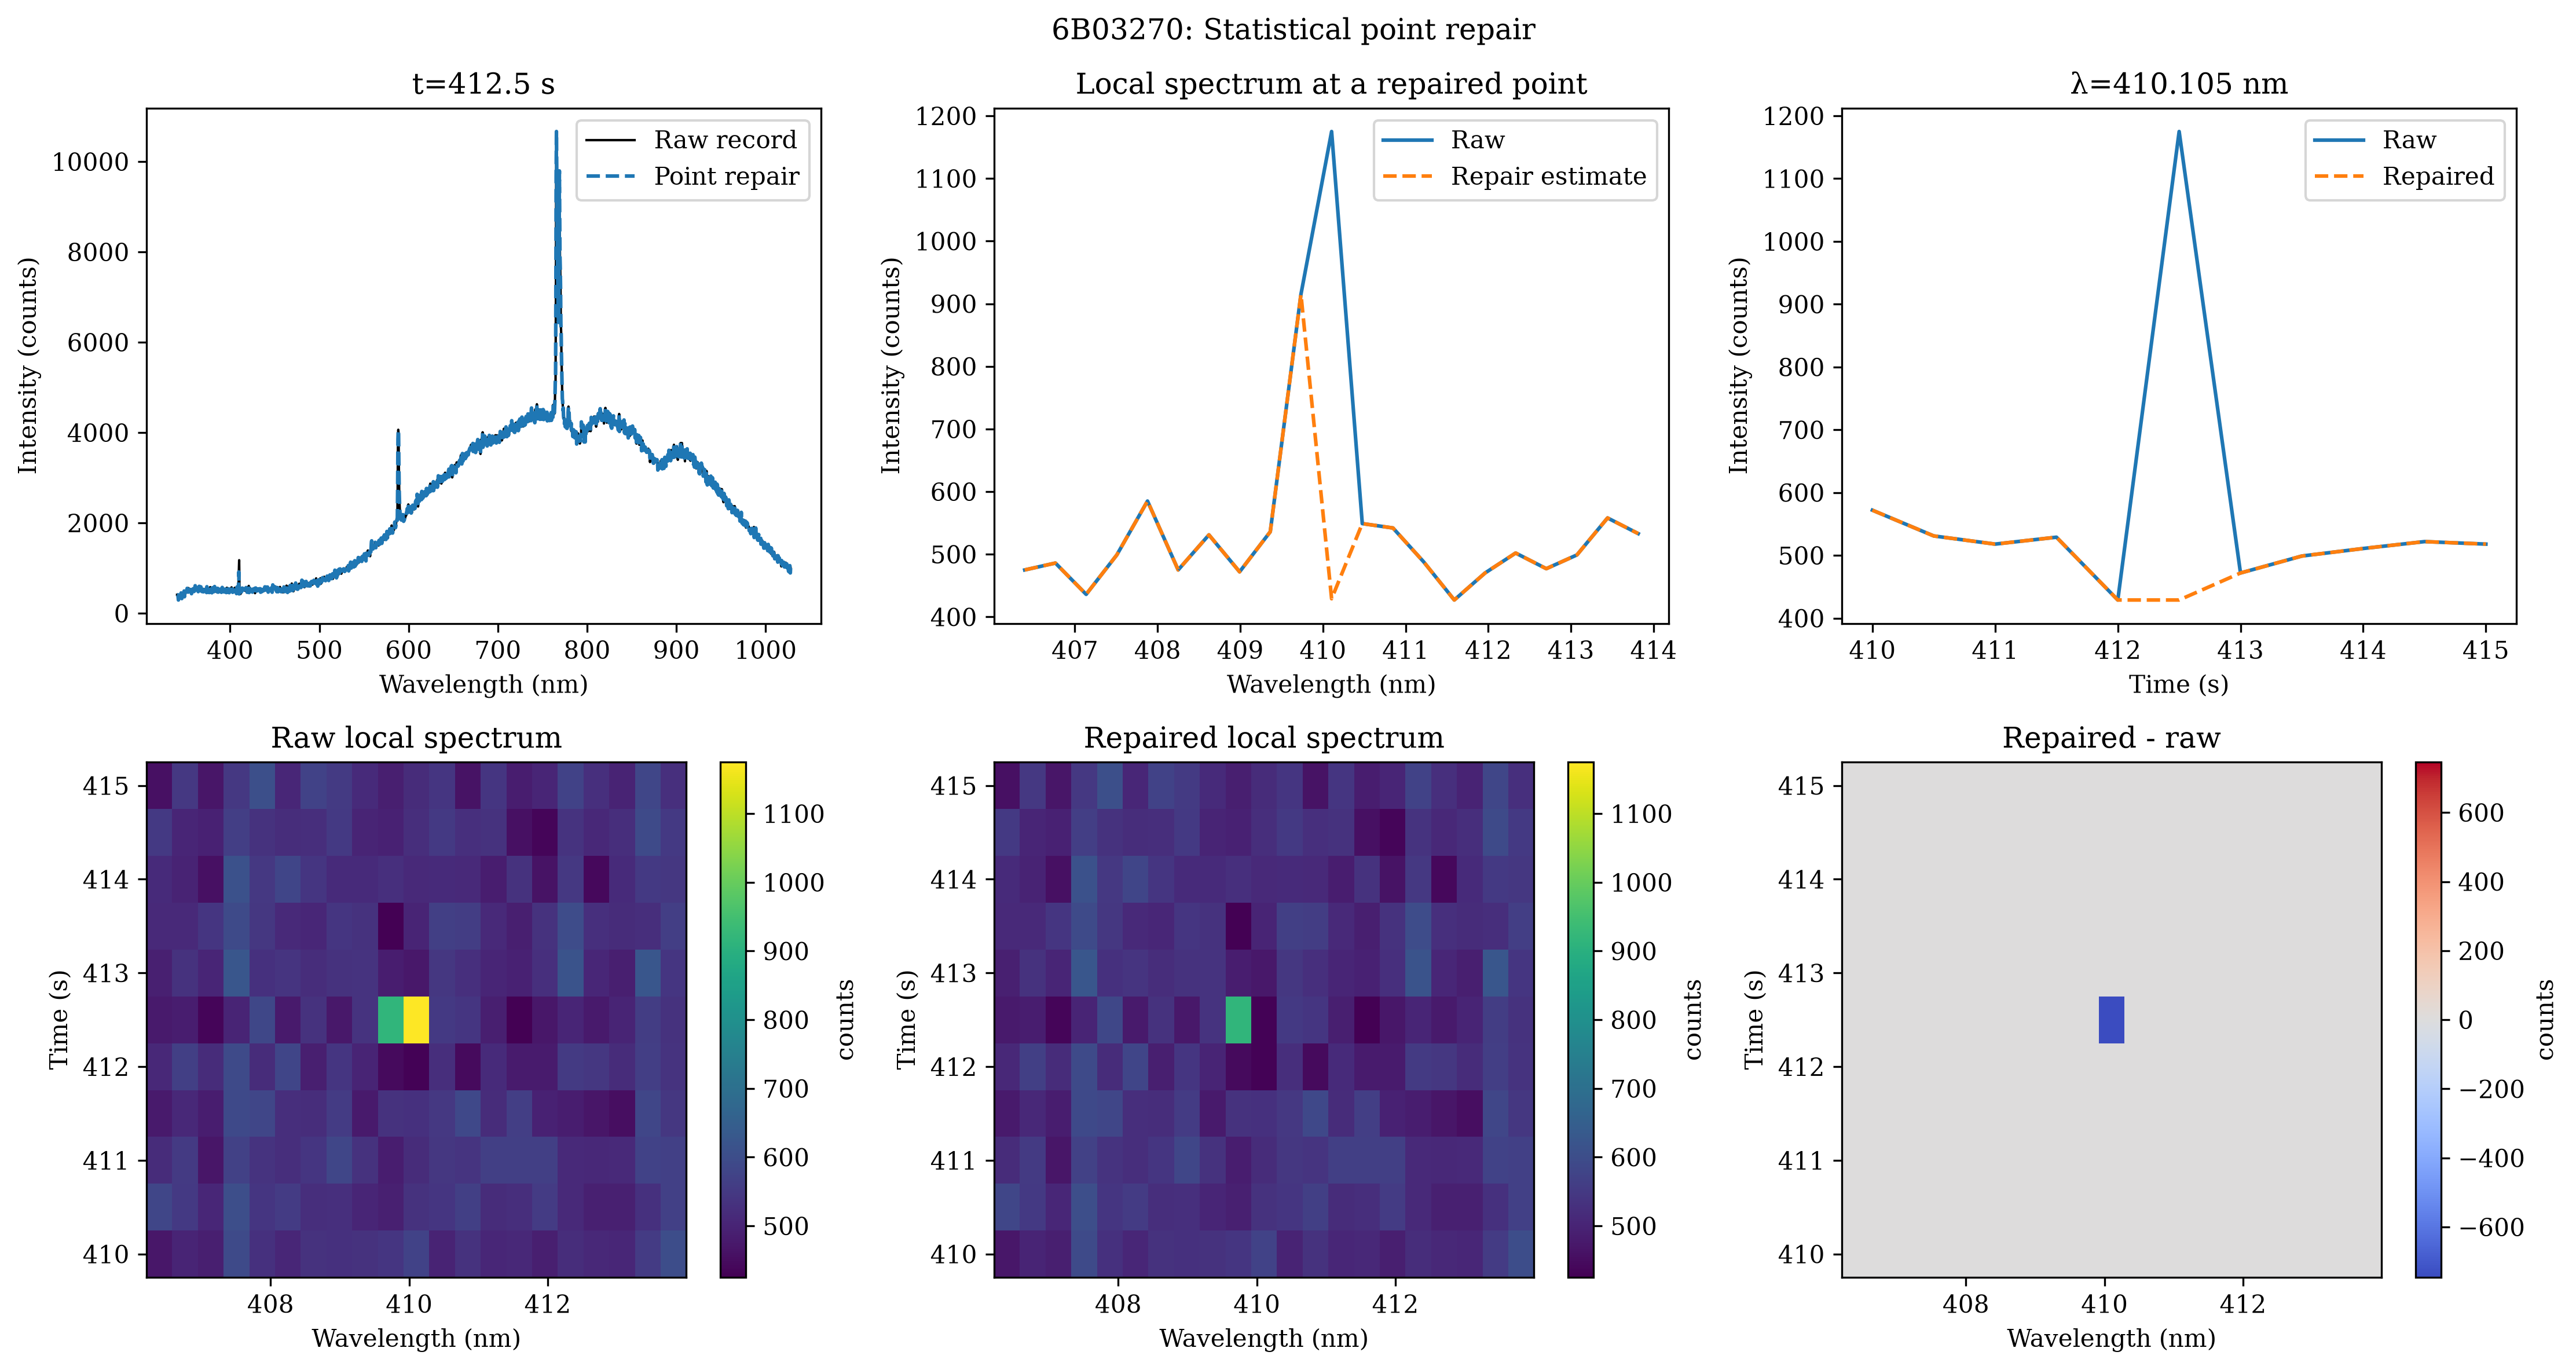 6B03270: Statistical point repair
t=412.5 s
Intensity (counts)
10000
8000
6000
4000
2000
0
Raw record
Point repair
400 500 600 700 800 900 1000
Wavelength (nm)
Local spectrum at a repaired point
Intensity (counts)
1200
1100
1000
900
800
700
600
500
400
Raw
Repair estimate
407 408 409 410 411 412 413 414
Wavelength (nm)
λ=410.105 nm
Intensity (counts)
1200
1100
1000
900
800
700
600
500
400
Raw
Repaired
410 411 412 413 414 415
Time (s)
Raw local spectrum
Time (s)
415
414
413
412
411
410
408 410 412
Wavelength (nm)
1100
1000
900
800
700
600
500
counts
Repaired local spectrum
Time (s)
415
414
413
412
411
410
408 410 412
Wavelength (nm)
1100
1000
900
800
700
600
500
counts
Repaired - raw
Time (s)
415
414
413
412
411
410
408 410 412
Wavelength (nm)
600
400
200
0
−200
−400
−600
counts